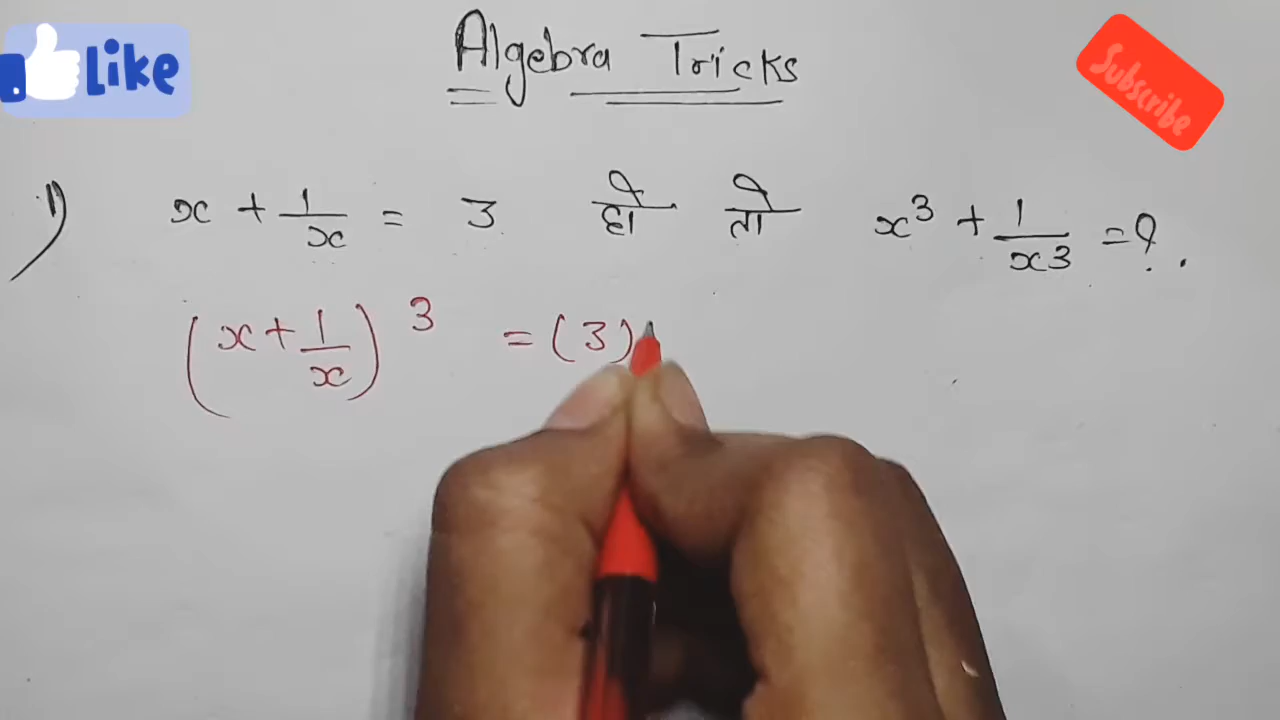 Like
Algebra Tricks
Subscribe
1) x + 1/x = 3 हो तो x³ + 1/x³ = ?.
(x + 1/x)³ = (3)